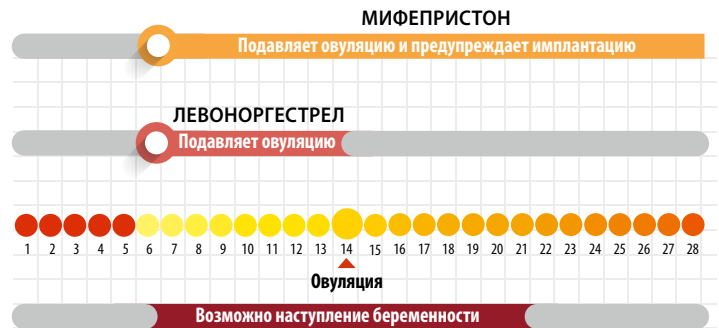 МИФЕПРИСТОН
Подавляет овуляцию и предупреждает имплантацию
ЛЕВОНОРГЕСТРЕЛ
Подавляет овуляцию
1 2 3 4 5 6 7 8 9 10 11 12 13 14 15 16 17 18 19 20 21 22 23 24 25 26 27 28
Овуляция
Возможно наступление беременности